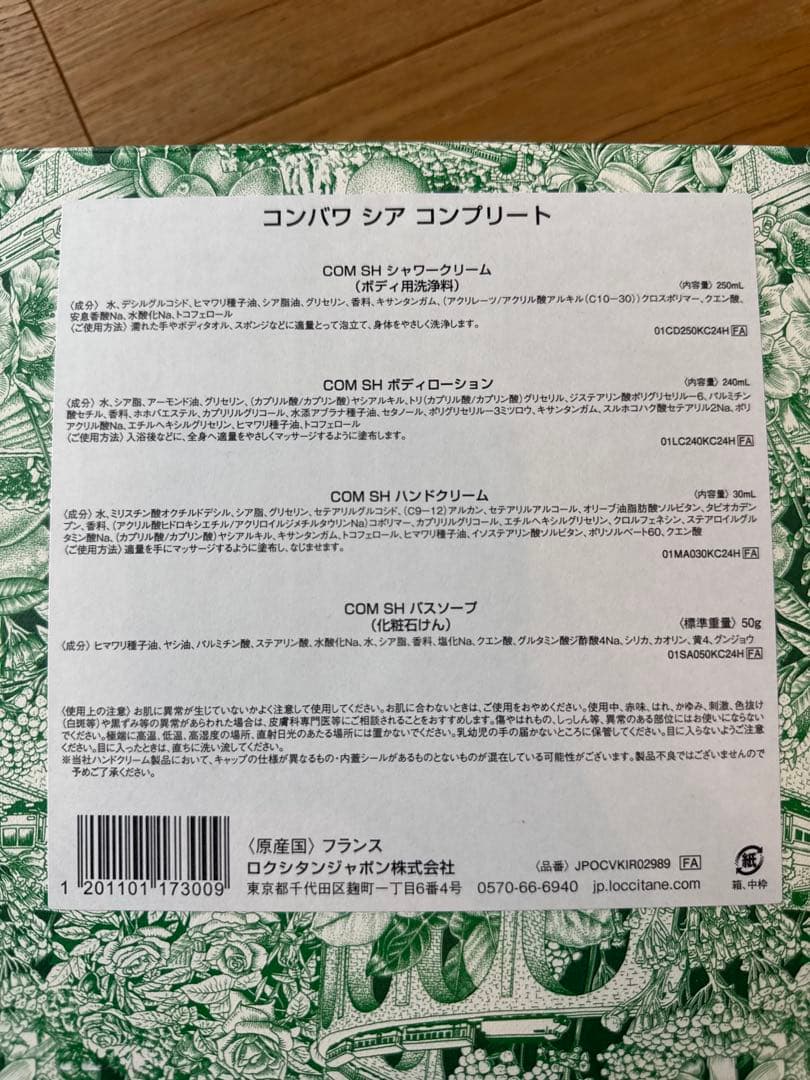 コンバワ シア コンプリート
COM SH シャワークリーム
(ボディ用洗浄料)
〈内容量〉250mL
〈成分〉水、デシルグルコシド、ヒマワリ種子油、シア脂油、グリセリン、香料、キサンタンガム、(アクリレーツ/アクリル酸アルキル(C10-30))クロスポリマー、クエン酸、
安息香酸Na、水酸化Na、トコフェロール
〈ご使用方法〉濡れた手やボディタオル、スポンジなどに適量とって泡立て、身体をやさしく洗浄します。
01CD250KC24H FA
COM SH ボディローション
〈内容量〉240mL
〈成分〉水、シア脂、アーモンド油、グリセリン、(カプリル酸/カプリン酸)ヤシアルキル、トリ(カプリル酸/カプリン酸)グリセリル、ジステアリン酸ポリグリセリル-6、パルミチン
酸セチル、香料、ホホバエステル、カプリリルグリコール、水添アブラナ種子油、セタノール、ポリグリセリル-3ミツロウ、キサンタンガム、スルホコハク酸セテアリル2Na、ポリ
アクリル酸Na、エチルヘキシルグリセリン、ヒマワリ種子油、トコフェロール
〈ご使用方法〉入浴後などに、全身へ適量をやさしくマッサージするように塗布します。
01LC240KC24H FA
COM SH ハンドクリーム
〈内容量〉30mL
〈成分〉水、ミリスチン酸オクチルドデシル、シア脂、グリセリン、セテアリルグルコシド、(C9-12)アルカン、セテアリルアルコール、オリーブ油脂肪酸ソルビタン、タピオカデン
プン、香料、(アクリル酸ヒドロキシエチル/アクリロイルジメチルタウリンNa)コポリマー、カプリリルグリコール、エチルヘキシルグリセリン、クロルフェネシン、ステアロイルグル
タミン酸Na、(カプリル酸/カプリン酸)ヤシアルキル、キサンタンガム、トコフェロール、ヒマワリ種子油、イソステアリン酸ソルビタン、ポリソルベート60、クエン酸
〈ご使用方法〉適量を手にマッサージするように塗布し、なじませます。
01MA030KC24H FA
COM SH バスソープ
(化粧石けん)
〈標準重量〉50g
〈成分〉ヒマワリ種子油、ヤシ油、パルミチン酸、ステアリン酸、水酸化Na、水、シア脂、香料、塩化Na、クエン酸、グルタミン酸ジ酢酸4Na、シリカ、カオリン、黄4、グンジョウ
01SA050KC24H FA
〈使用上の注意〉お肌に異常が生じていないかよく注意して使用してください。お肌に合わないときは、ご使用をおやめください。使用中、赤味、はれ、かゆみ、刺激、色抜け
(白斑等)や黒ずみ等の異常があらわれた場合は、皮膚科専門医等にご相談されることをおすすめします。傷やはれもの、しっしん等、異常のある部位にはお使いにならない
でください。極端に高温、低温、高湿度の場所、直射日光のあたる場所には置かないでください。乳幼児の手の届かないところに保管してください。目に入らないようご注意
ください。目に入ったときは、直ちに洗い流してください。
※当社ハンドクリーム製品において、キャップの仕様が異なるもの・内蓋シールがあるものとないものが混在している可能性がございます。製品不良ではございませんので
予めご了承ください。
1 201101 173009
〈原産国〉フランス
ロクシタンジャポン株式会社
〈品番〉JPOCVKIR02989 FA
東京都千代田区麹町一丁目6番4号 0570-66-6940 jp.loccitane.com
紙
箱、中枠